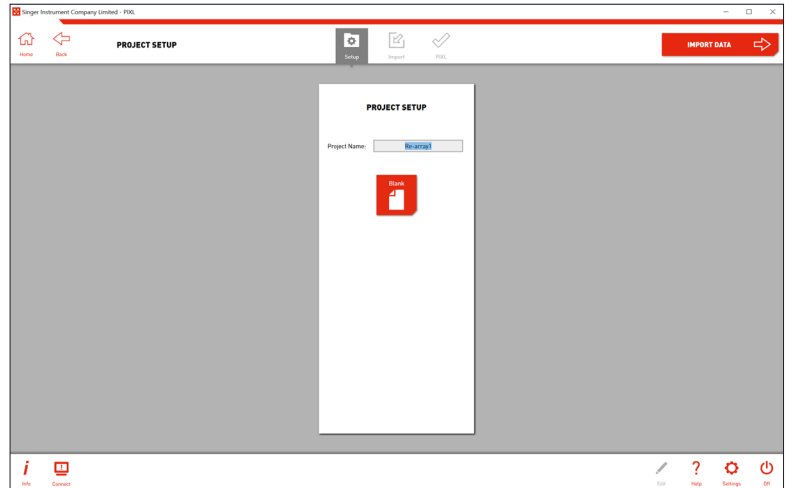 Singer Instrument Company Limited - PIXL
Home
Back
PROJECT SETUP
Setup
Import
PIXL
IMPORT DATA
PROJECT SETUP
Project Name:
Re-array1
Blank
Info
Connect
Edit
Help
Settings
Off